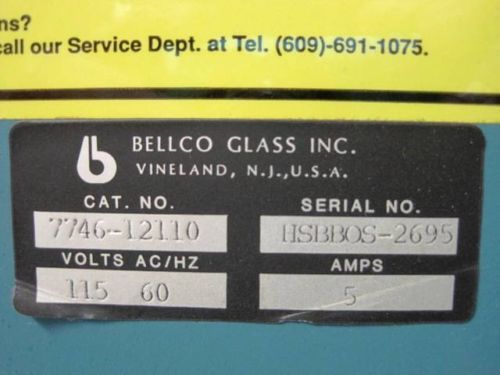 ns?
call our Service Dept. at Tel. (609)-691-1075.
BELLCO GLASS INC.
VINELAND, N.J.,U.S.A.
CAT. NO. SERIAL NO.
7746-12110 HSBBOS-2695
VOLTS AC/HZ AMPS
115 60 5